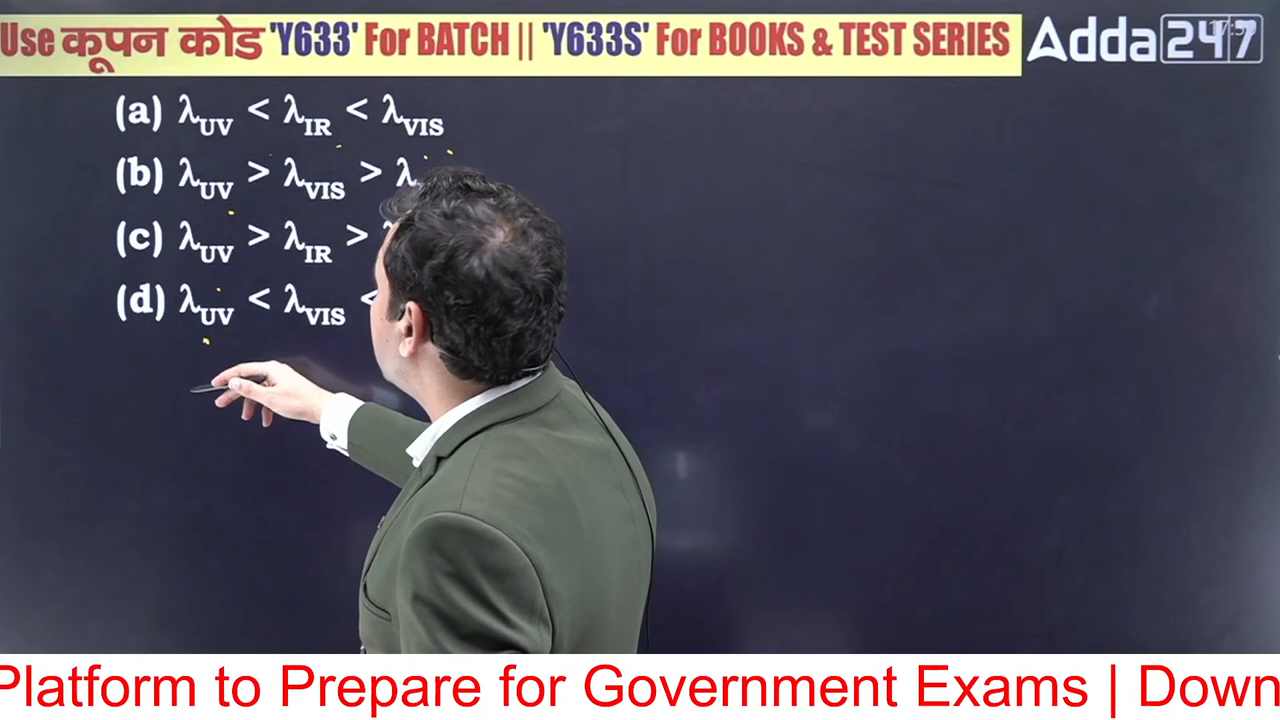 Use कूपन कोड 'Y633' For BATCH || 'Y633S' For BOOKS & TEST SERIES
Adda247
(a) λUV < λIR < λVIS
(b) λUV > λVIS > λ
(c) λUV > λIR >
(d) λUV < λVIS <
Platform to Prepare for Government Exams | Down